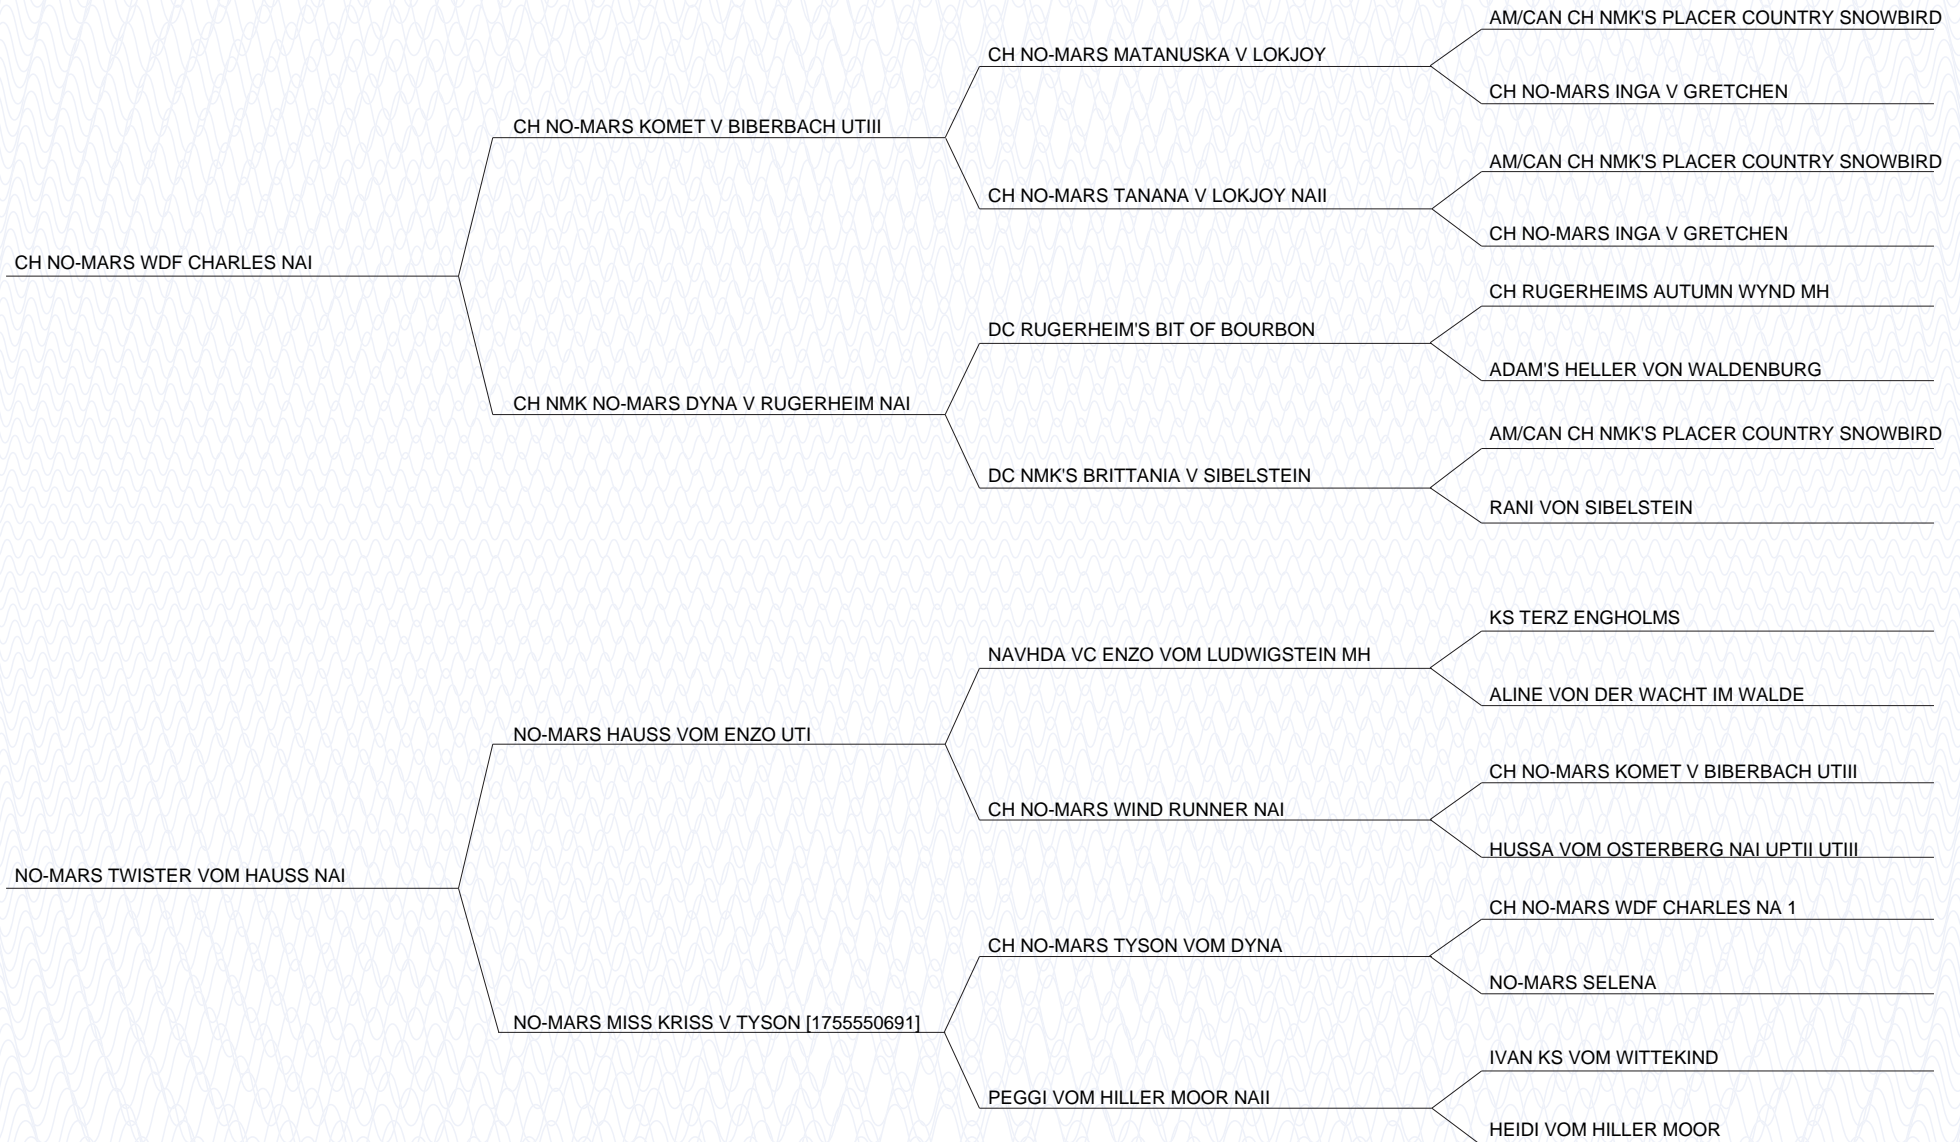 AM/CAN CH NMK'S PLACER COUNTRY SNOWBIRD
CH NO-MARS MATANUSKA V LOKJOY
CH NO-MARS INGA V GRETCHEN
CH NO-MARS KOMET V BIBERBACH UTIII
AM/CAN CH NMK'S PLACER COUNTRY SNOWBIRD
CH NO-MARS TANANA V LOKJOY NAII
CH NO-MARS INGA V GRETCHEN
CH NO-MARS WDF CHARLES NAI
CH RUGERHEIMS AUTUMN WYND MH
DC RUGERHEIM'S BIT OF BOURBON
ADAM'S HELLER VON WALDENBURG
CH NMK NO-MARS DYNA V RUGERHEIM NAI
AM/CAN CH NMK'S PLACER COUNTRY SNOWBIRD
DC NMK'S BRITTANIA V SIBELSTEIN
RANI VON SIBELSTEIN
KS TERZ ENGHOLMS
NAVHDA VC ENZO VOM LUDWIGSTEIN MH
ALINE VON DER WACHT IM WALDE
NO-MARS HAUSS VOM ENZO UTI
CH NO-MARS KOMET V BIBERBACH UTIII
CH NO-MARS WIND RUNNER NAI
HUSSA VOM OSTERBERG NAI UPTII UTIII
NO-MARS TWISTER VOM HAUSS NAI
CH NO-MARS WDF CHARLES NA 1
CH NO-MARS TYSON VOM DYNA
NO-MARS SELENA
NO-MARS MISS KRISS V TYSON [1755550691]
IVAN KS VOM WITTEKIND
PEGGI VOM HILLER MOOR NAII
HEIDI VOM HILLER MOOR